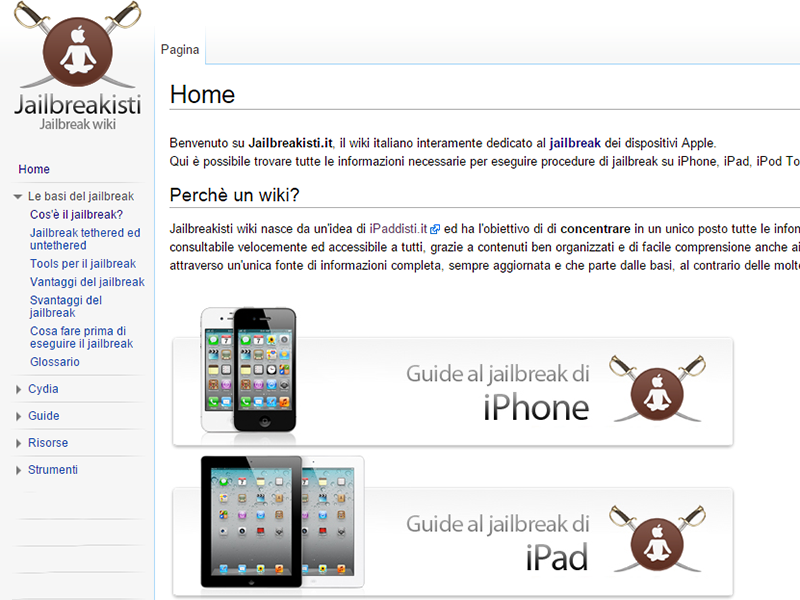 Jailbreakisti
Jailbreak wiki
Home
Le basi del jailbreak
Cos'è il jailbreak?
Jailbreak tethered ed
untethered
Tools per il jailbreak
Vantaggi del jailbreak
Svantaggi del
jailbreak
Cosa fare prima di
eseguire il jailbreak
Glossario
Cydia
Guide
Risorse
Strumenti
Pagina
Home
Benvenuto su Jailbreakisti.it, il wiki italiano interamente dedicato al jailbreak dei dispositivi Apple.
Qui è possibile trovare tutte le informazioni necessarie per eseguire procedure di jailbreak su iPhone, iPad, iPod To
Perchè un wiki?
Jailbreakisti wiki nasce da un'idea di iPaddisti.it ed ha l'obiettivo di di concentrare in un unico posto tutte le infor
consultabile velocemente ed accessibile a tutti, grazie a contenuti ben organizzati e di facile comprensione anche ai
attraverso un'unica fonte di informazioni completa, sempre aggiornata e che parte dalle basi, al contrario delle molte
Guide al jailbreak di
iPhone
Guide al jailbreak di
iPad